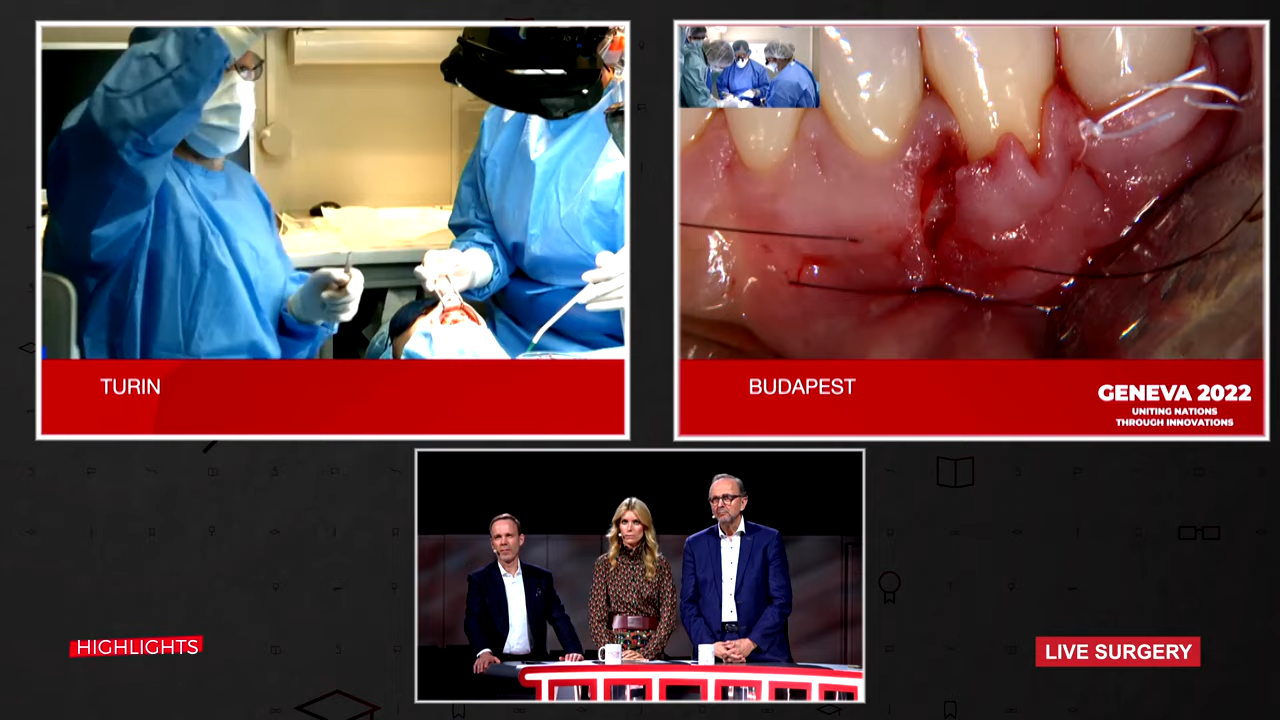 TURIN
BUDAPEST
GENEVA 2022
UNITING NATIONS
THROUGH INNOVATIONS
HIGHLIGHTS
LIVE SURGERY